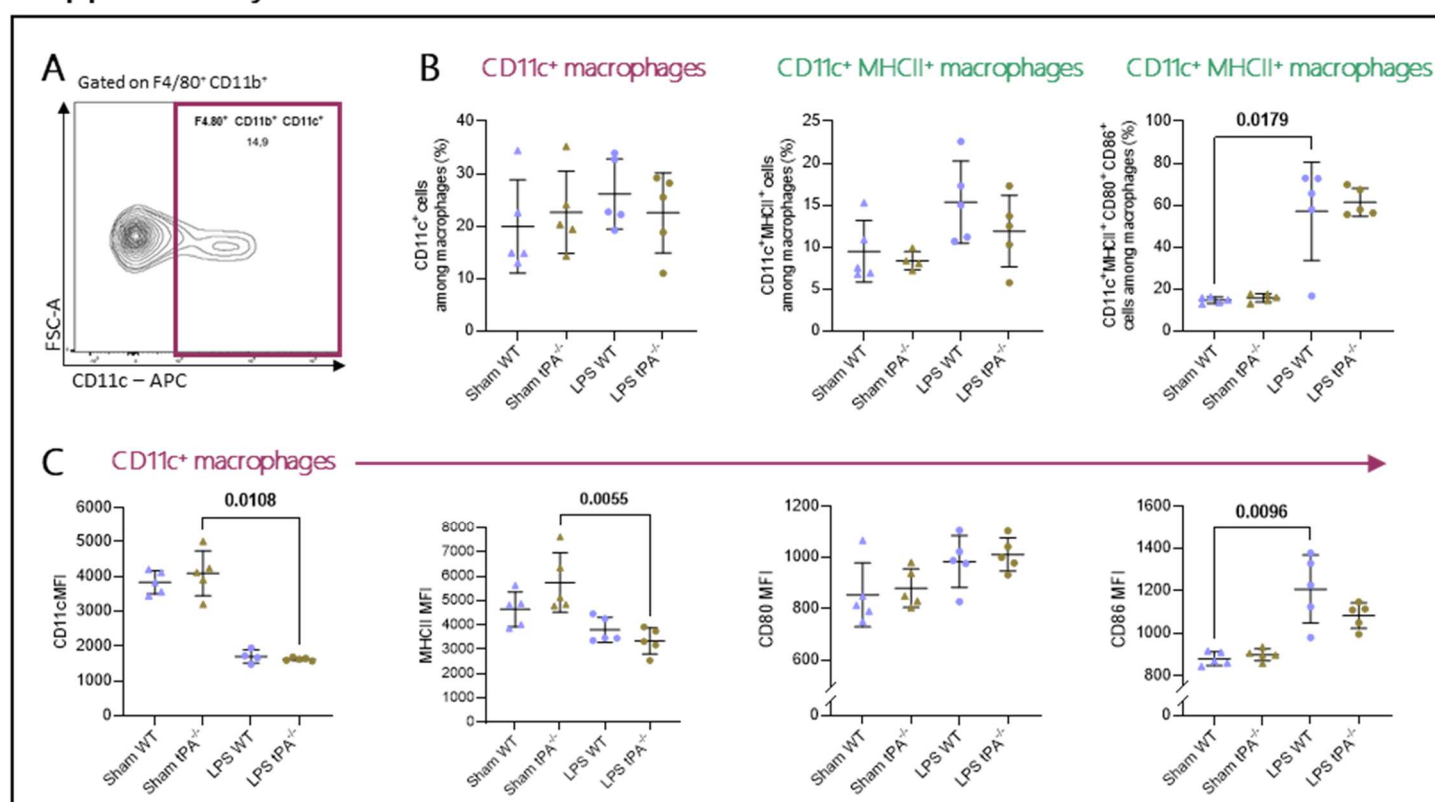 A
Gated on F4/80⁺ CD11b⁺
F4.80⁺ CD11b⁺ CD11c⁺
14,9
FSC-A
CD11c – APC
B
CD11c⁺ macrophages
CD11c⁺ cells
among macrophages (%)
40
30
20
10
0
Sham WT
Sham tPA⁻/⁻
LPS WT
LPS tPA⁻/⁻
CD11c⁺ MHCII⁺ macrophages
CD11c⁺MHCII⁺ cells
among macrophages (%)
25
20
15
10
5
0
Sham WT
Sham tPA⁻/⁻
LPS WT
LPS tPA⁻/⁻
CD11c⁺ MHCII⁺ macrophages
CD11c⁺MHCII⁺ CD80⁺ CD86⁺
cells among macrophages (%)
0.0179
100
80
60
40
20
0
Sham WT
Sham tPA⁻/⁻
LPS WT
LPS tPA⁻/⁻
C
CD11c⁺ macrophages
CD11cMFI
0.0108
6000
5000
4000
3000
2000
1000
0
Sham WT
Sham tPA⁻/⁻
LPS WT
LPS tPA⁻/⁻
MHCII MFI
0.0055
8000
7000
6000
5000
4000
3000
2000
1000
0
Sham WT
Sham tPA⁻/⁻
LPS WT
LPS tPA⁻/⁻
CD80 MFI
1200
1000
800
600
0
Sham WT
Sham tPA⁻/⁻
LPS WT
LPS tPA⁻/⁻
CD86 MFI
0.0096
1600
1400
1200
1000
800
0
Sham WT
Sham tPA⁻/⁻
LPS WT
LPS tPA⁻/⁻